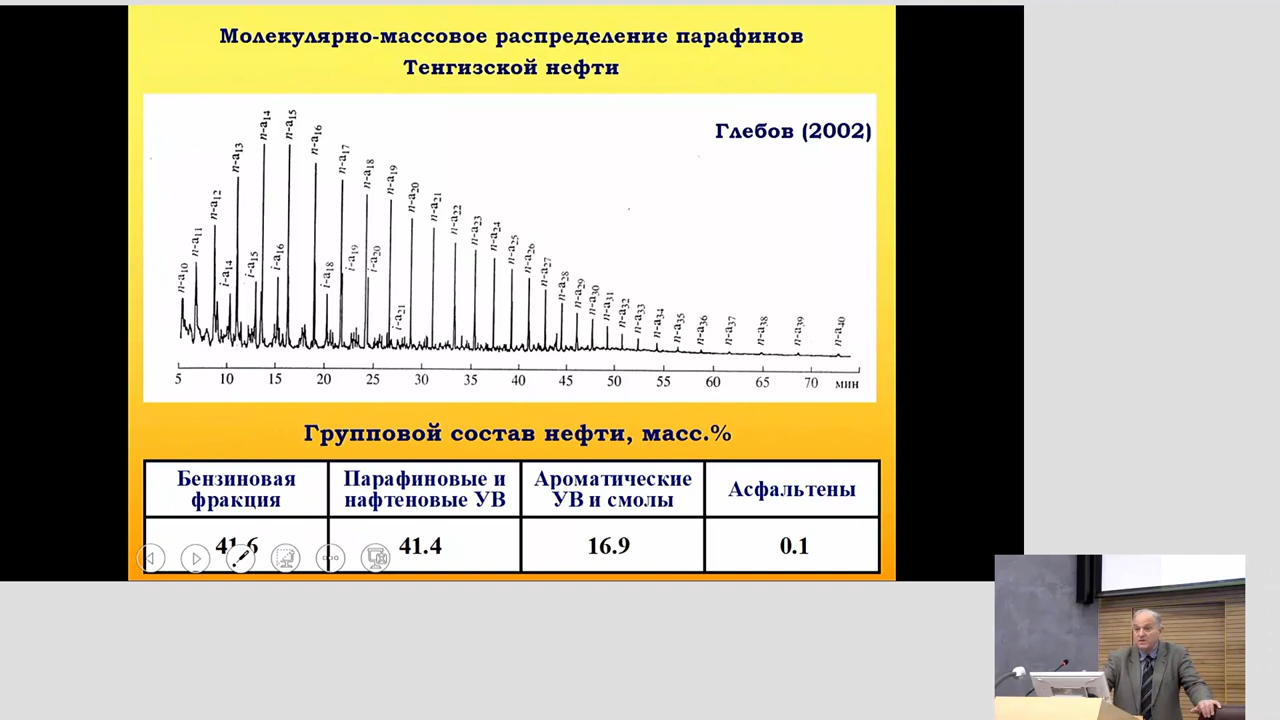 Молекулярно-массовое распределение парафинов
Тенгизской нефти
Глебов (2002)
n-a10
n-a11
n-a12
i-a14
n-a13
i-a15
n-a14
i-a16
n-a15
n-a16
i-a18
n-a17
i-a19
n-a18
i-a20
n-a19
i-a21
n-a20
n-a21
n-a22
n-a23
n-a24
n-a25
n-a26
n-a27
n-a28
n-a29
n-a30
n-a31
n-a32
n-a33
n-a34
n-a35
n-a36
n-a37
n-a38
n-a39
n-a40
5 10 15 20 25 30 35 40 45 50 55 60 65 70 мин
Групповой состав нефти, масс.%
Бензиновая
фракция
Парафиновые и
нафтеновые УВ
Ароматические
УВ и смолы
Асфальтены
41.6
41.4
16.9
0.1